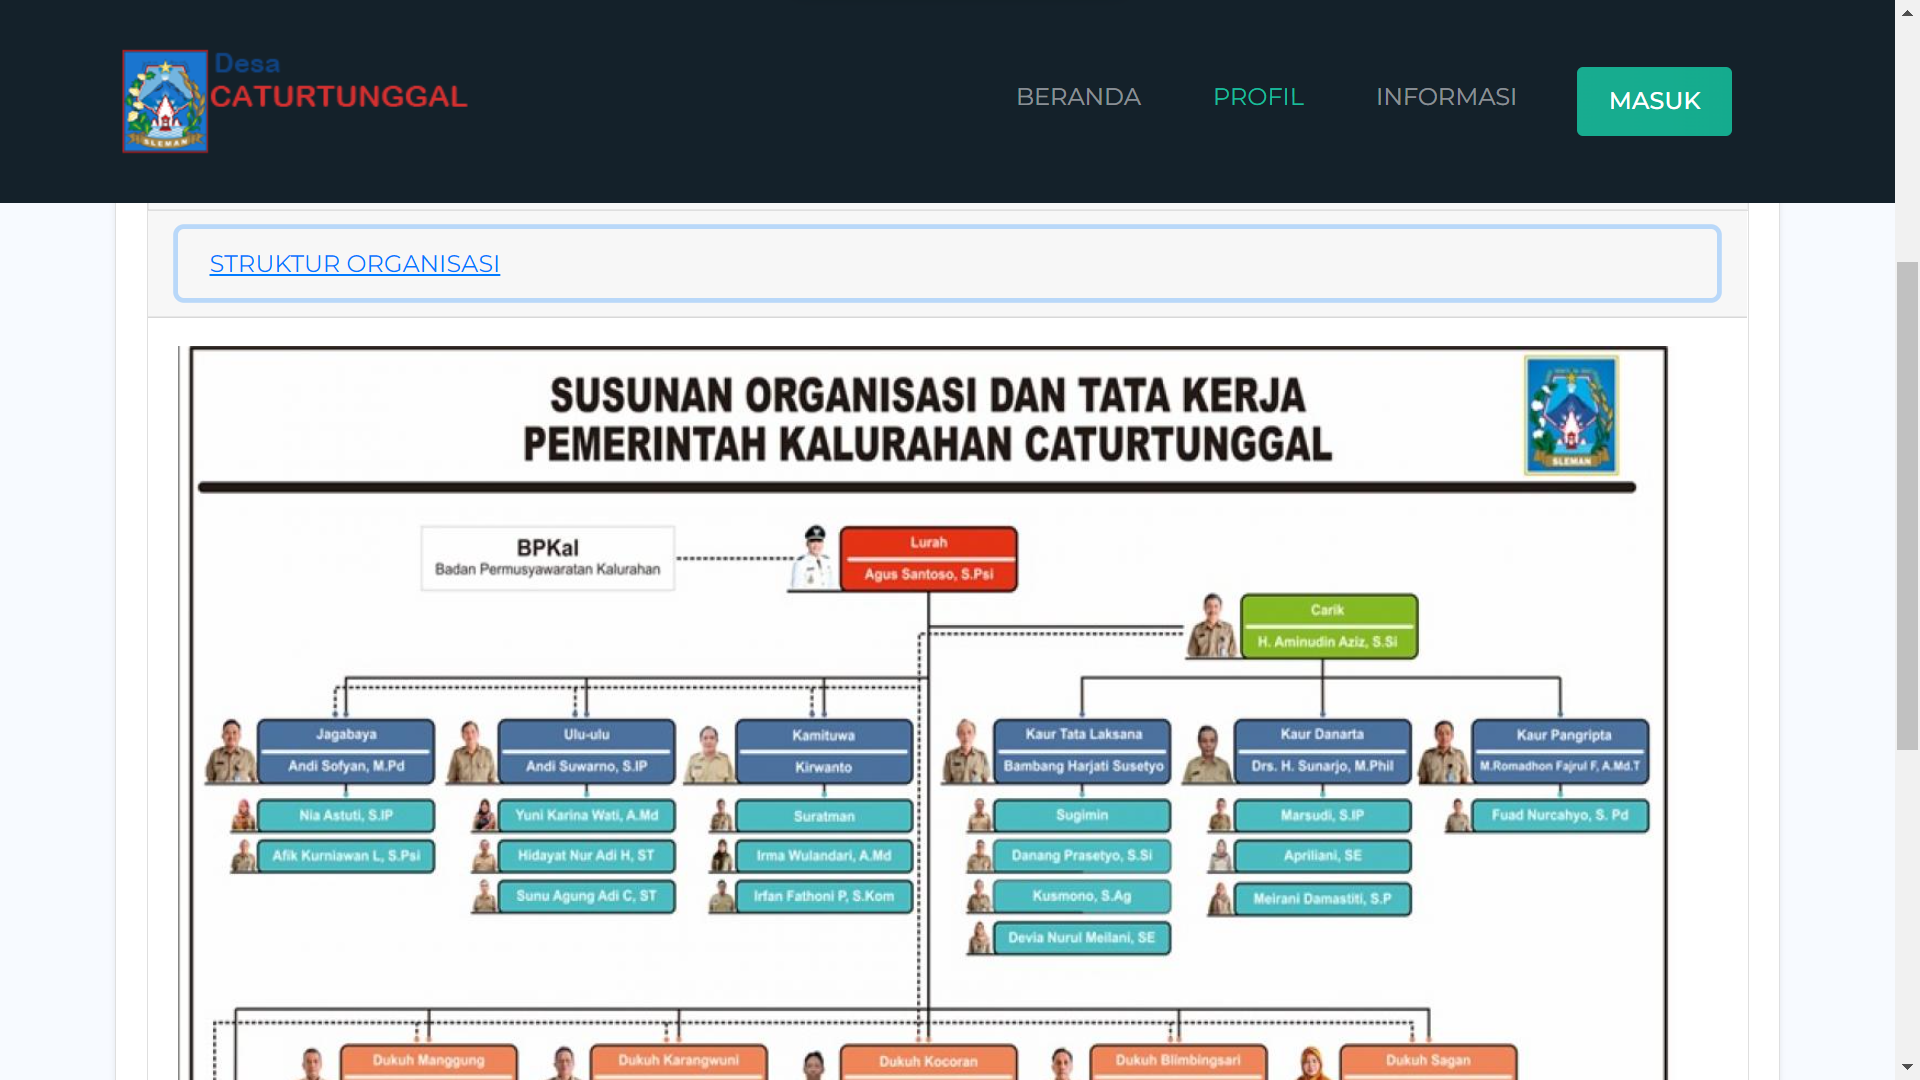 Desa
CATURTUNGGAL
SLEMAN
BERANDA
PROFIL
INFORMASI
MASUK
STRUKTUR ORGANISASI
SUSUNAN ORGANISASI DAN TATA KERJA
PEMERINTAH KALURAHAN CATURTUNGGAL
SLEMAN
BPKal
Badan Permusyawaratan Kalurahan
Lurah
Agus Santoso, S.Psi
Carik
H. Aminudin Aziz, S.Si
Jagabaya
Andi Sofyan, M.Pd
Nia Astuti, S.IP
Afik Kurniawan L, S.Psi
Ulu-ulu
Andi Suwarno, S.IP
Yuni Karina Wati, A.Md
Hidayat Nur Adi H, ST
Sunu Agung Adi C, ST
Kamituwa
Kirwanto
Suratman
Irma Wulandari, A.Md
Irfan Fathoni P, S.Kom
Kaur Tata Laksana
Bambang Harjati Susetyo
Sugimin
Danang Prasetyo, S.Si
Kusmono, S.Ag
Devia Nurul Meilani, SE
Kaur Danarta
Drs. H. Sunarjo, M.Phil
Marsudi, S.IP
Apriliani, SE
Meirani Damastiti, S.P
Kaur Pangripta
M.Romadhon Fajrul F, A.Md.T
Fuad Nurcahyo, S. Pd
Dukuh Manggung
Dukuh Karangwuni
Dukuh Kocoran
Dukuh Blimbingsari
Dukuh Sagan